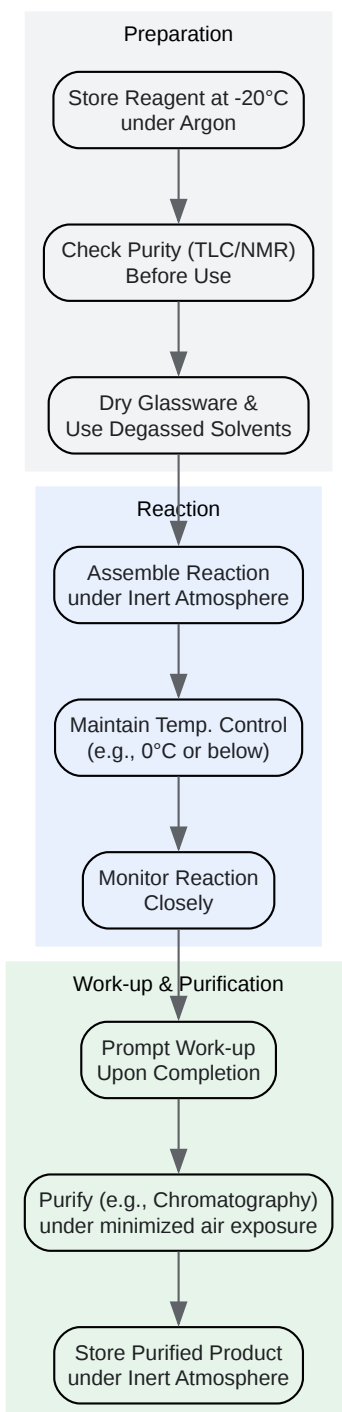 Preparation
Store Reagent at -20°C
under Argon
Check Purity (TLC/NMR)
Before Use
Dry Glassware &
Use Degassed Solvents
Reaction
Assemble Reaction
under Inert Atmosphere
Maintain Temp. Control
(e.g., 0°C or below)
Monitor Reaction
Closely
Work-up & Purification
Prompt Work-up
Upon Completion
Purify (e.g., Chromatography)
under minimized air exposure
Store Purified Product
under Inert Atmosphere